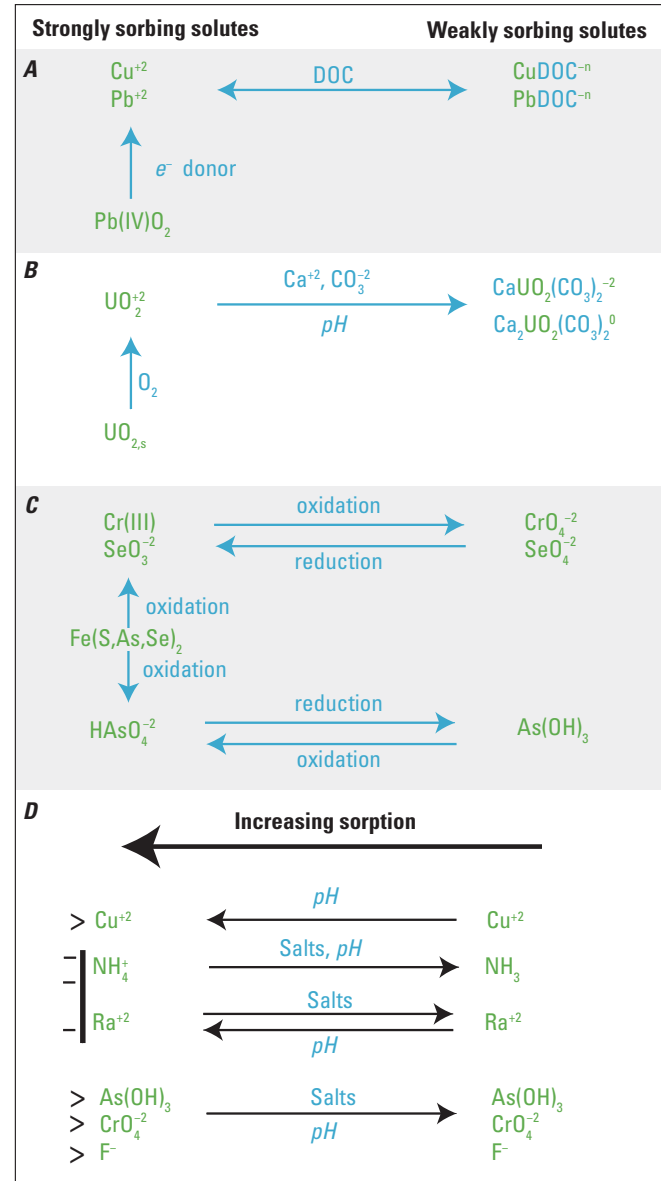 Strongly sorbing solutes Weakly sorbing solutes
A
Cu⁺² DOC CuDOC⁻ⁿ
Pb⁺² PbDOC⁻ⁿ
e⁻ donor
Pb(IV)O₂
B
UO₂⁺² Ca⁺², CO₃⁻² CaUO₂(CO₃)₂⁻²
pH Ca₂UO₂(CO₃)₂⁰
O₂
UO₂,ₛ
C
Cr(III) oxidation CrO₄⁻²
SeO₃⁻² reduction SeO₄⁻²
oxidation
Fe(S,As,Se)₂
oxidation
HAsO₄⁻² reduction As(OH)₃
oxidation
D
Increasing sorption
> Cu⁺² pH Cu⁺²
NH₄⁺ Salts, pH NH₃
Ra⁺² Salts Ra⁺²
pH
> As(OH)₃ Salts As(OH)₃
> CrO₄⁻² pH CrO₄⁻²
> F⁻ F⁻